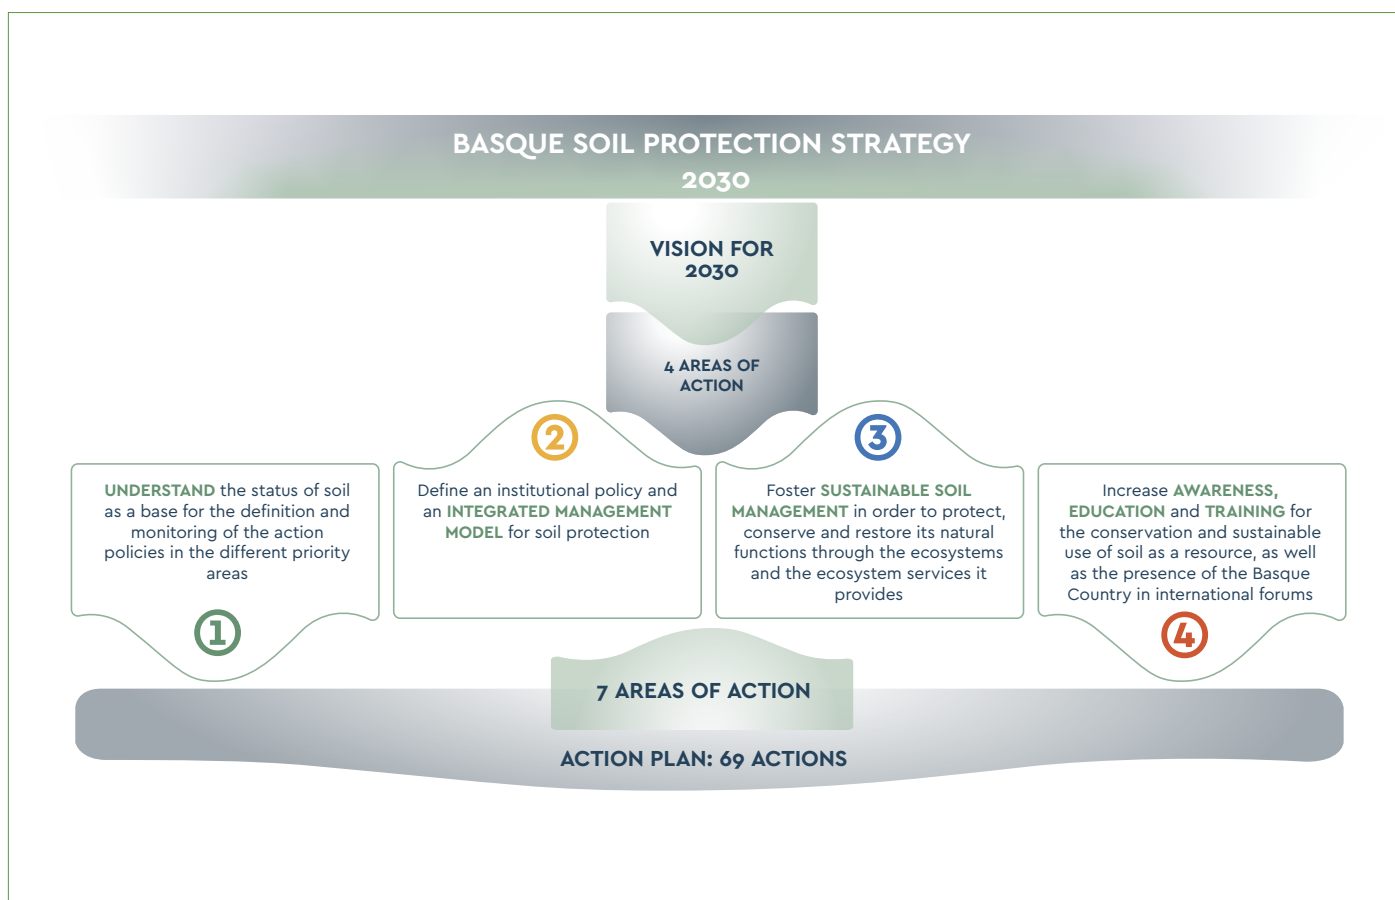 BASQUE SOIL PROTECTION STRATEGY
2030
VISION FOR
2030
4 AREAS OF
ACTION
1
UNDERSTAND the status of soil
as a base for the definition and
monitoring of the action
policies in the different priority
areas
2
Define an institutional policy and
an INTEGRATED MANAGEMENT
MODEL for soil protection
3
Foster SUSTAINABLE SOIL
MANAGEMENT in order to protect,
conserve and restore its natural
functions through the ecosystems
and the ecosystem services it
provides
4
Increase AWARENESS,
EDUCATION and TRAINING for
the conservation and sustainable
use of soil as a resource, as well
as the presence of the Basque
Country in international forums
7 AREAS OF ACTION
ACTION PLAN: 69 ACTIONS